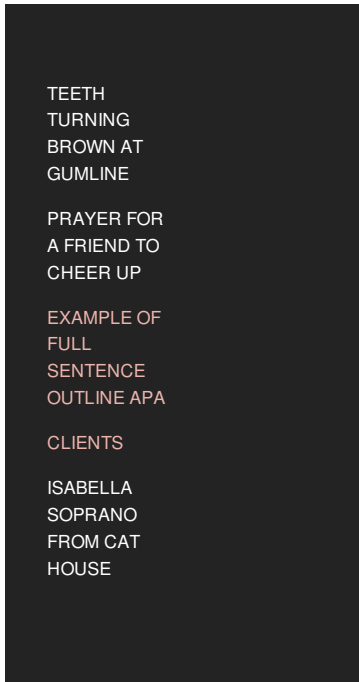 TEETH
TURNING
BROWN AT
GUMLINE
PRAYER FOR
A FRIEND TO
CHEER UP
EXAMPLE OF
FULL
SENTENCE
OUTLINE APA
CLIENTS
ISABELLA
SOPRANO
FROM CAT
HOUSE